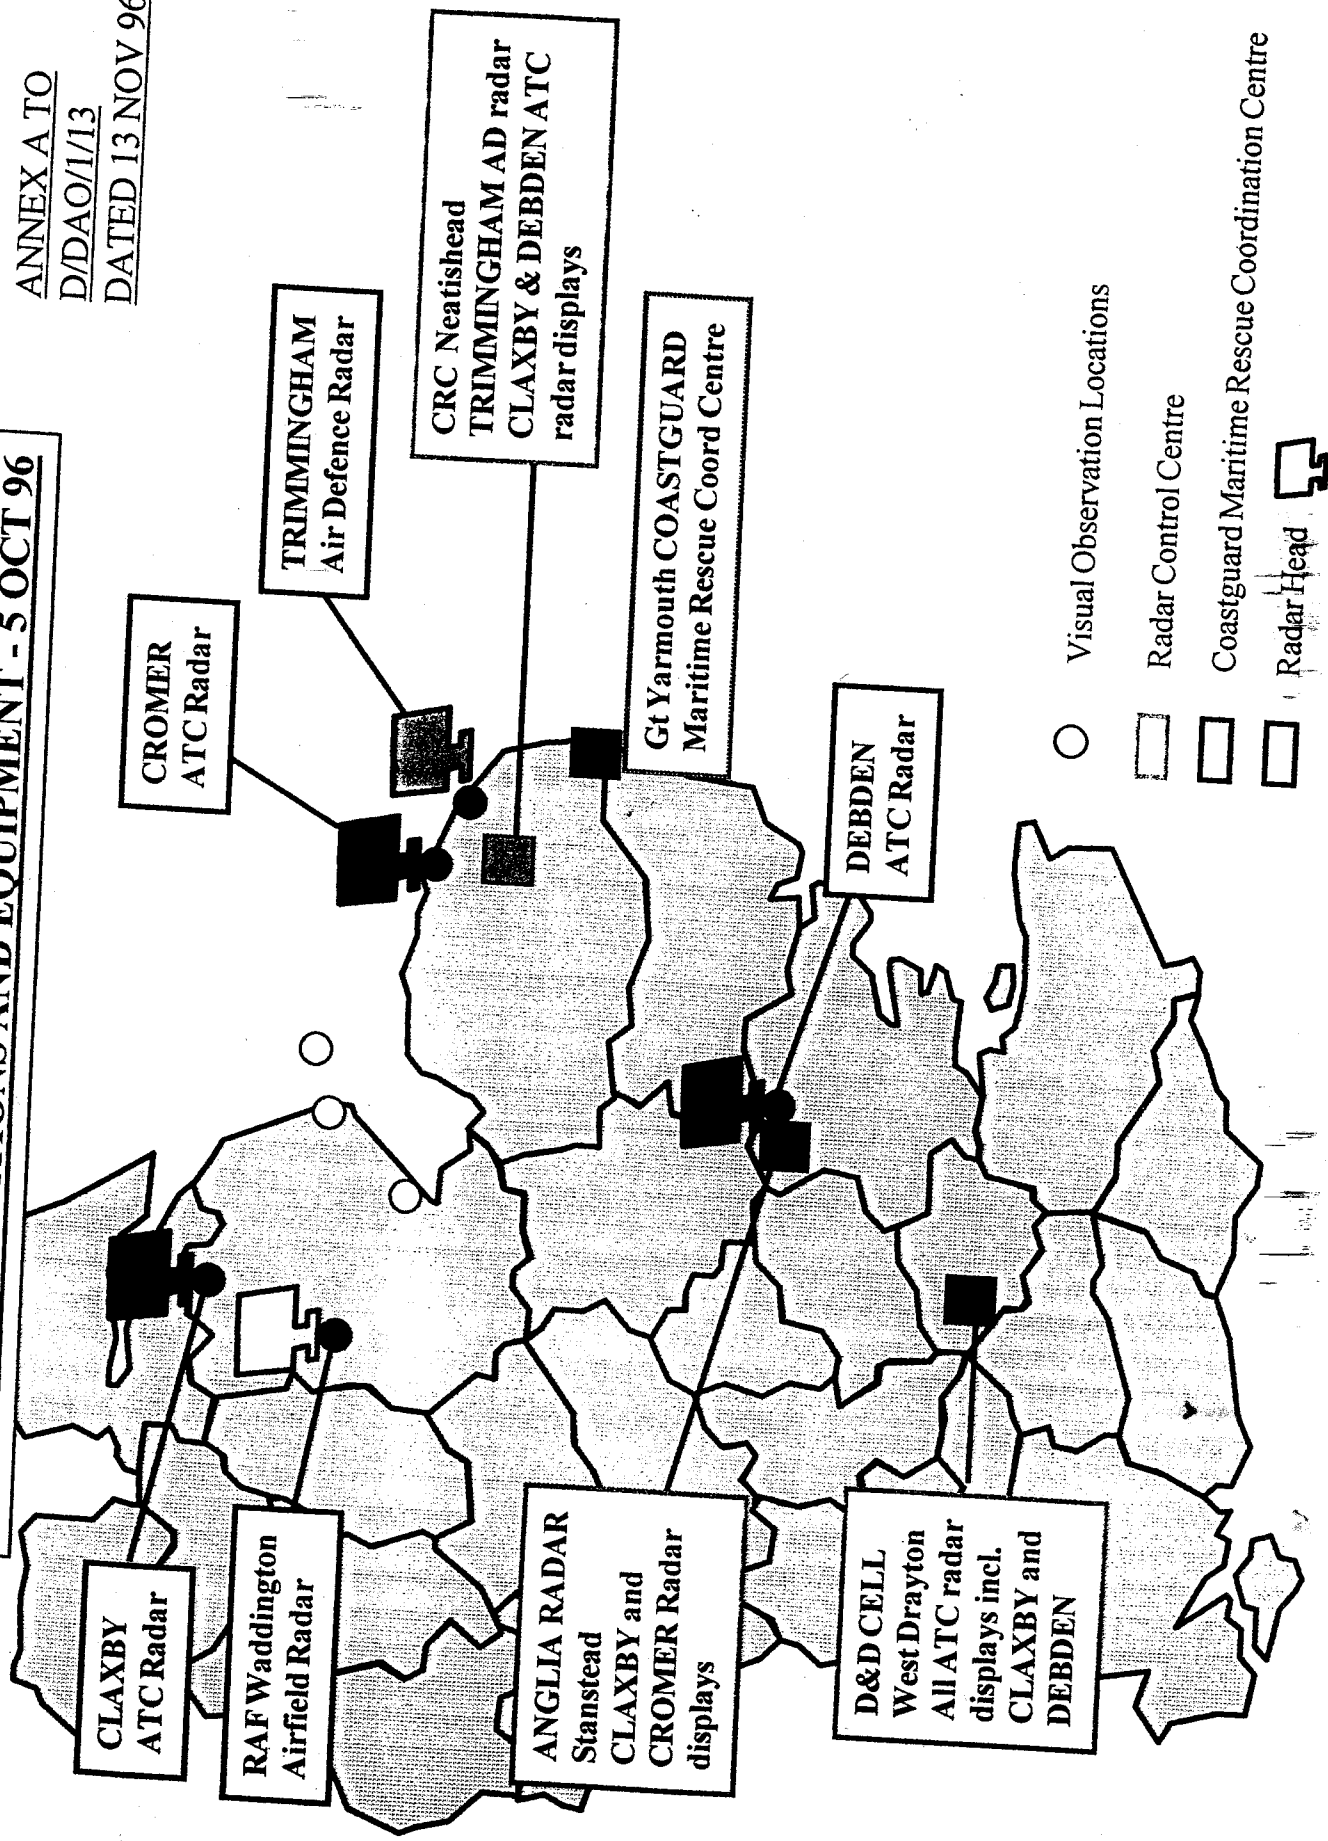 ANNEX A TO
D/DAO/1/13
DATED 13 NOV 96
AND EQUIPMENT - 5 OCT 96
CROMER
ATC Radar
TRIMMINGHAM
Air Defence Radar
CRC Neatishead
TRIMMINGHAM AD radar
CLAXBY & DEBDEN ATC
radar displays
Gt Yarmouth COASTGUARD
Maritime Rescue Coord Centre
DEBDEN
ATC Radar
CLAXBY
ATC Radar
RAF Waddington
Airfield Radar
ANGLIA RADAR
Stanstead
CLAXBY and
CROMER Radar
displays
D&D CELL
West Drayton
All ATC radar
displays incl.
CLAXBY and
DEBDEN
Visual Observation Locations
Radar Control Centre
Coastguard Maritime Rescue Coordination Centre
Radar Head